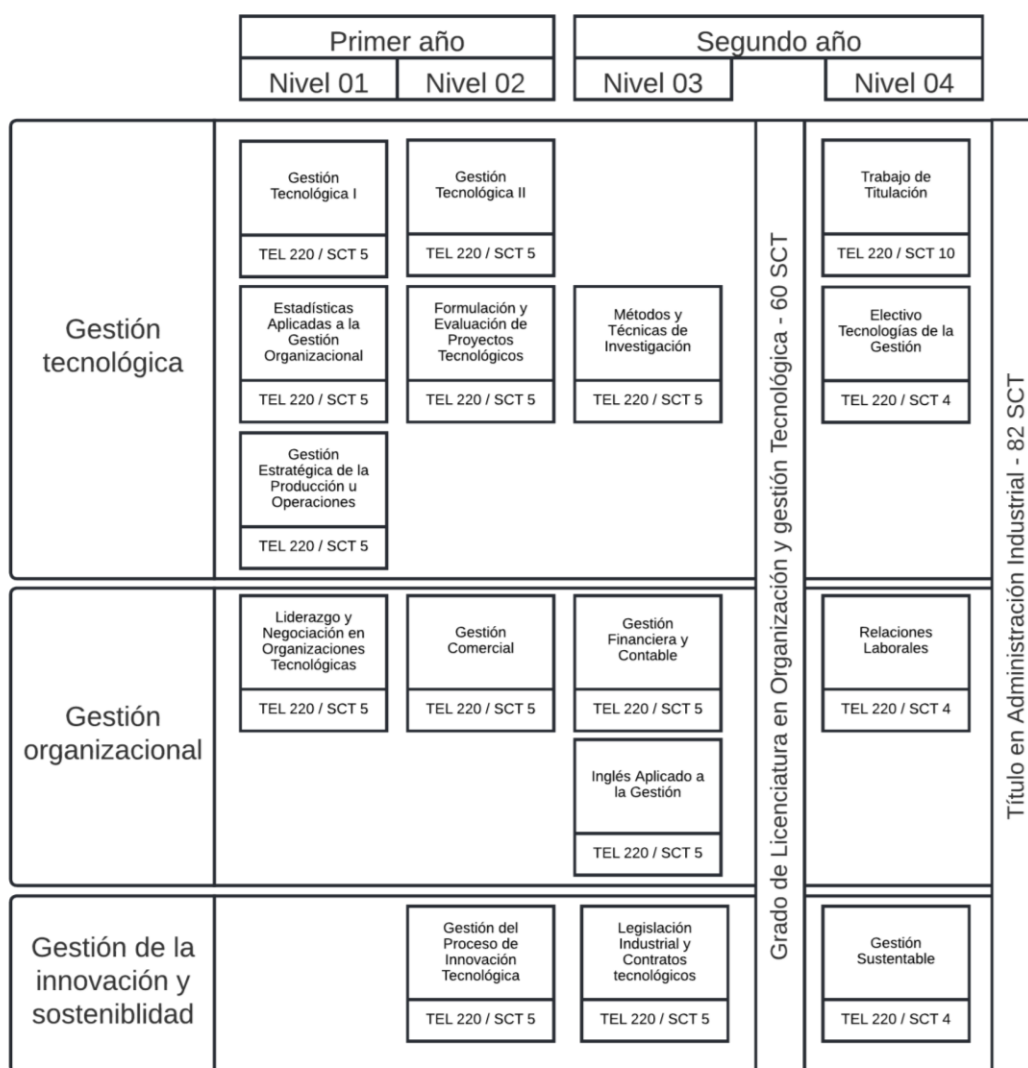 Primer año
Segundo año
Nivel 01
Nivel 02
Nivel 03
Nivel 04
Gestión
tecnológica
Gestión
Tecnológica I
TEL 220 / SCT 5
Estadísticas
Aplicadas a la
Gestión
Organizacional
TEL 220 / SCT 5
Gestión
Estratégica de la
Producción u
Operaciones
TEL 220 / SCT 5
Gestión
Tecnológica II
TEL 220 / SCT 5
Formulación y
Evaluación de
Proyectos
Tecnológicos
TEL 220 / SCT 5
Métodos y
Técnicas de
Investigación
TEL 220 / SCT 5
Trabajo de
Titulación
TEL 220 / SCT 10
Electivo
Tecnologías de la
Gestión
TEL 220 / SCT 4
Gestión
organizacional
Liderazgo y
Negociación en
Organizaciones
Tecnológicas
TEL 220 / SCT 5
Gestión
Comercial
TEL 220 / SCT 5
Gestión
Financiera y
Contable
TEL 220 / SCT 5
Inglés Aplicado a
la Gestión
TEL 220 / SCT 5
Relaciones
Laborales
TEL 220 / SCT 4
Gestión de la
innovación y
sosteniblidad
Gestión del
Proceso de
Innovación
Tecnológica
TEL 220 / SCT 5
Legislación
Industrial y
Contratos
tecnológicos
TEL 220 / SCT 5
Gestión
Sustentable
TEL 220 / SCT 4
Grado de Licenciatura en Organización y gestión Tecnológica - 60 SCT
Título en Administración Industrial - 82 SCT